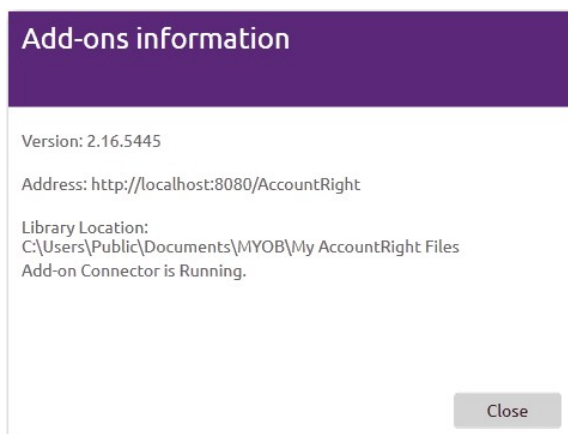 Add-ons information
Version: 2.16.5445
Address: http://localhost:8080/AccountRight
Library Location:
C:\Users\Public\Documents\MYOB\My AccountRight Files
Add-on Connector is Running.
Close